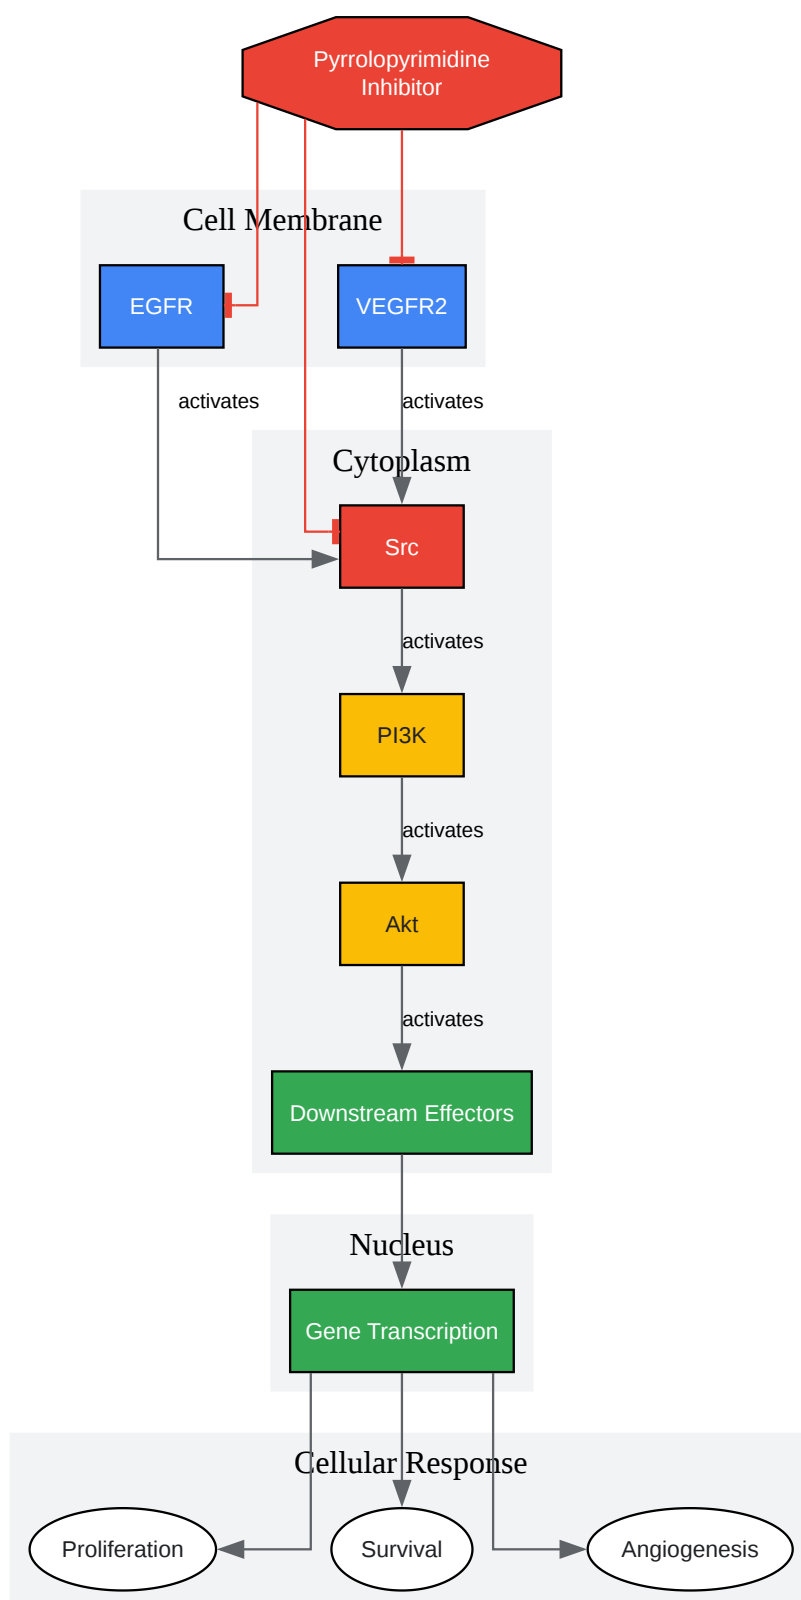 Pyrrolopyrimidine
Inhibitor
Cell Membrane
EGFR
VEGFR2
activates
activates
Cytoplasm
Src
activates
PI3K
activates
Akt
activates
Downstream Effectors
Nucleus
Gene Transcription
Cellular Response
Proliferation
Survival
Angiogenesis